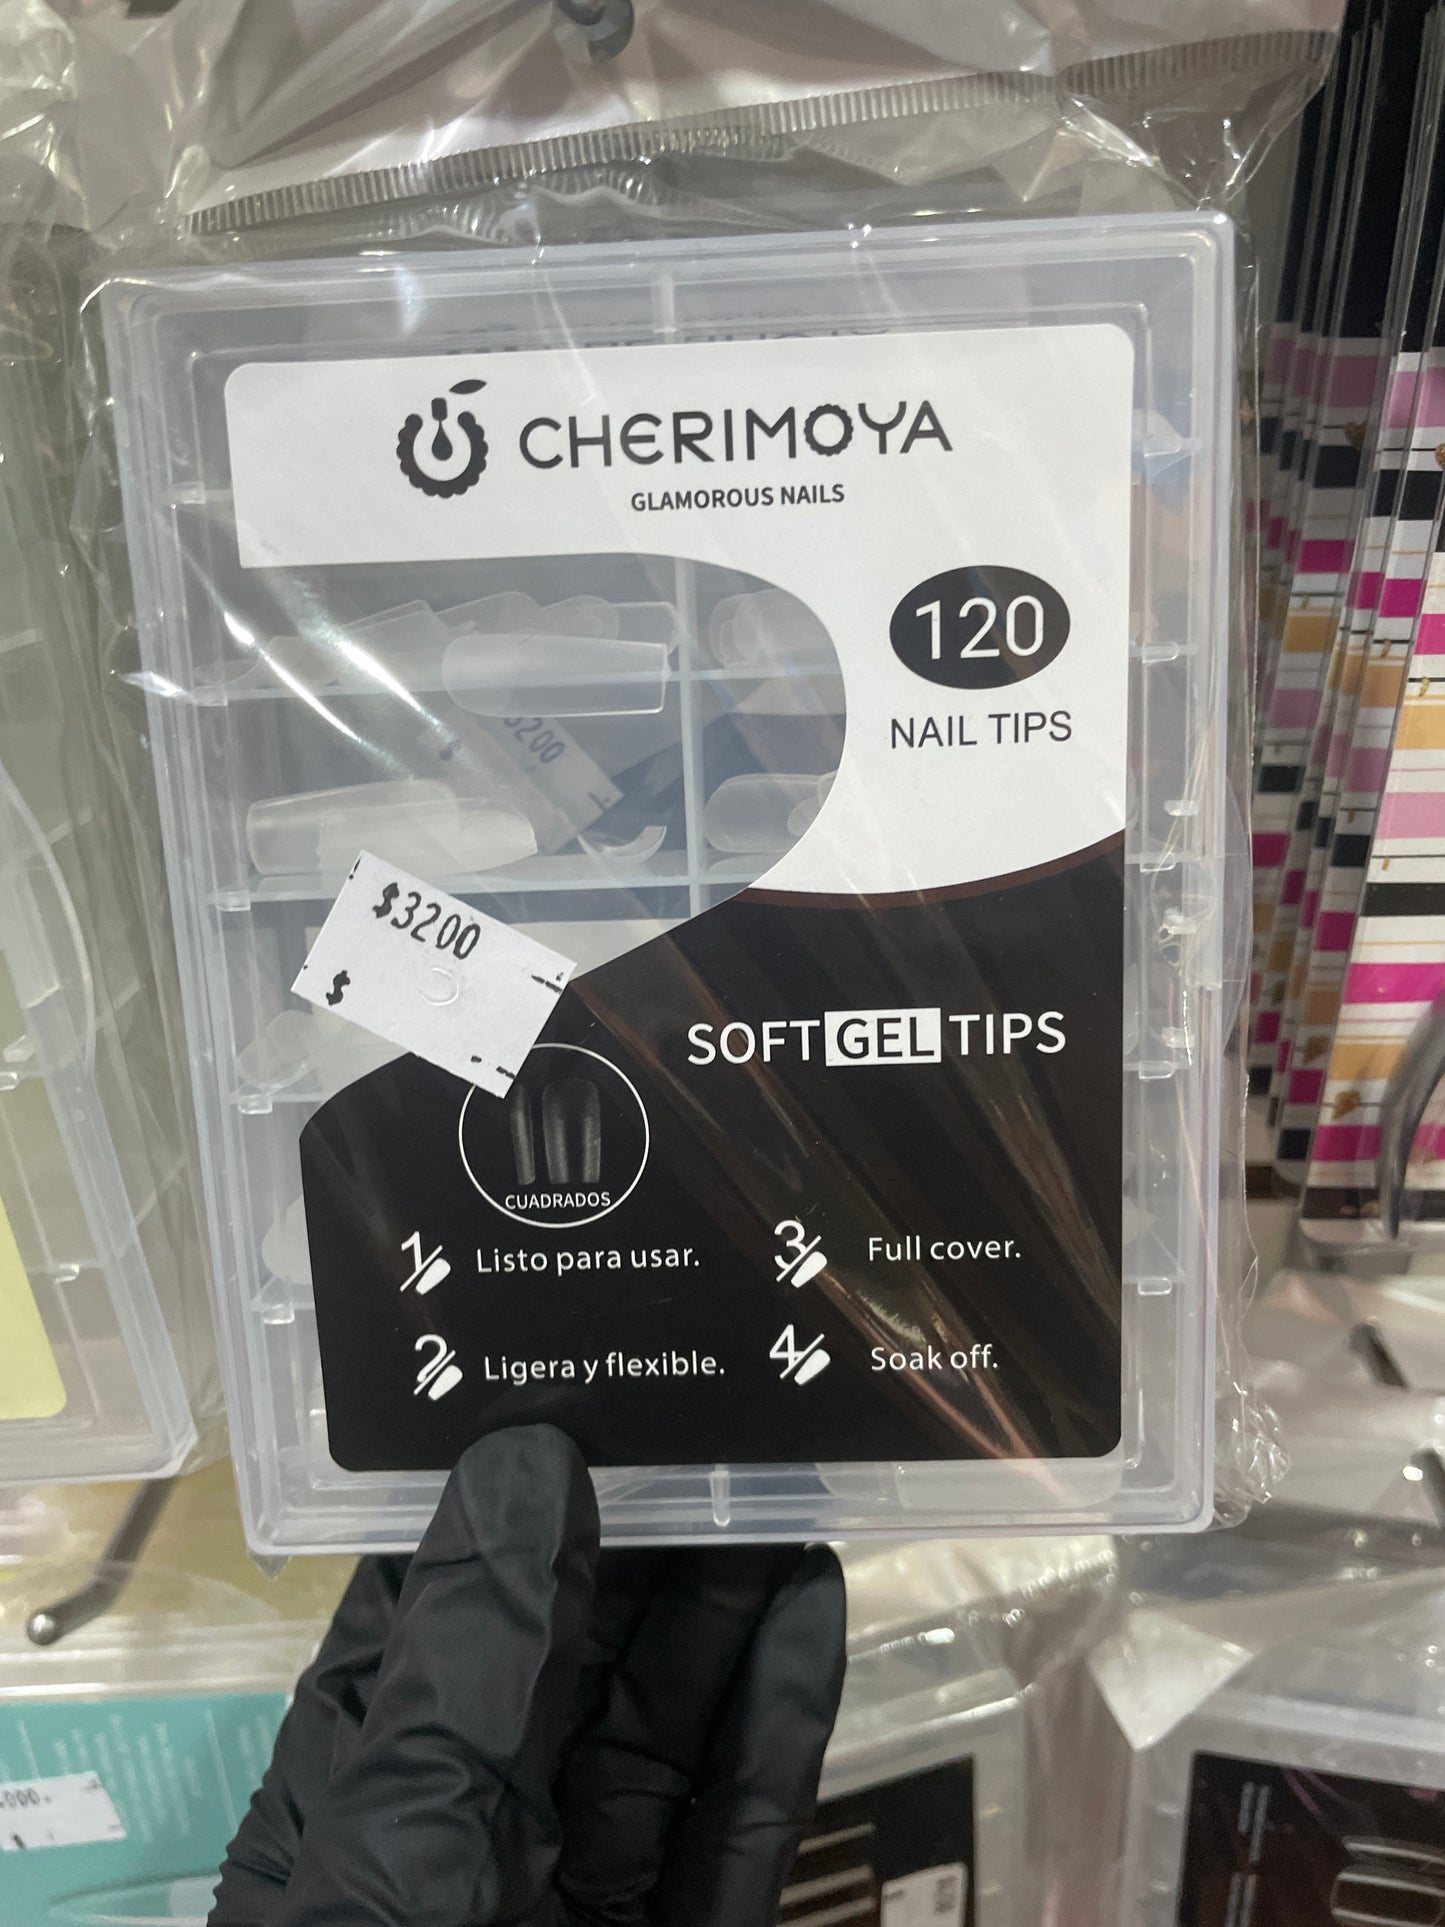 CHERIMOYA
GLAMOROUS NAILS
120
NAIL TIPS
3200
$
$3200
$
SOFT GEL TIPS
CUADRADOS
1 Listo para usar.
3 Full cover.
2 Ligera y flexible.
4 Soak off.